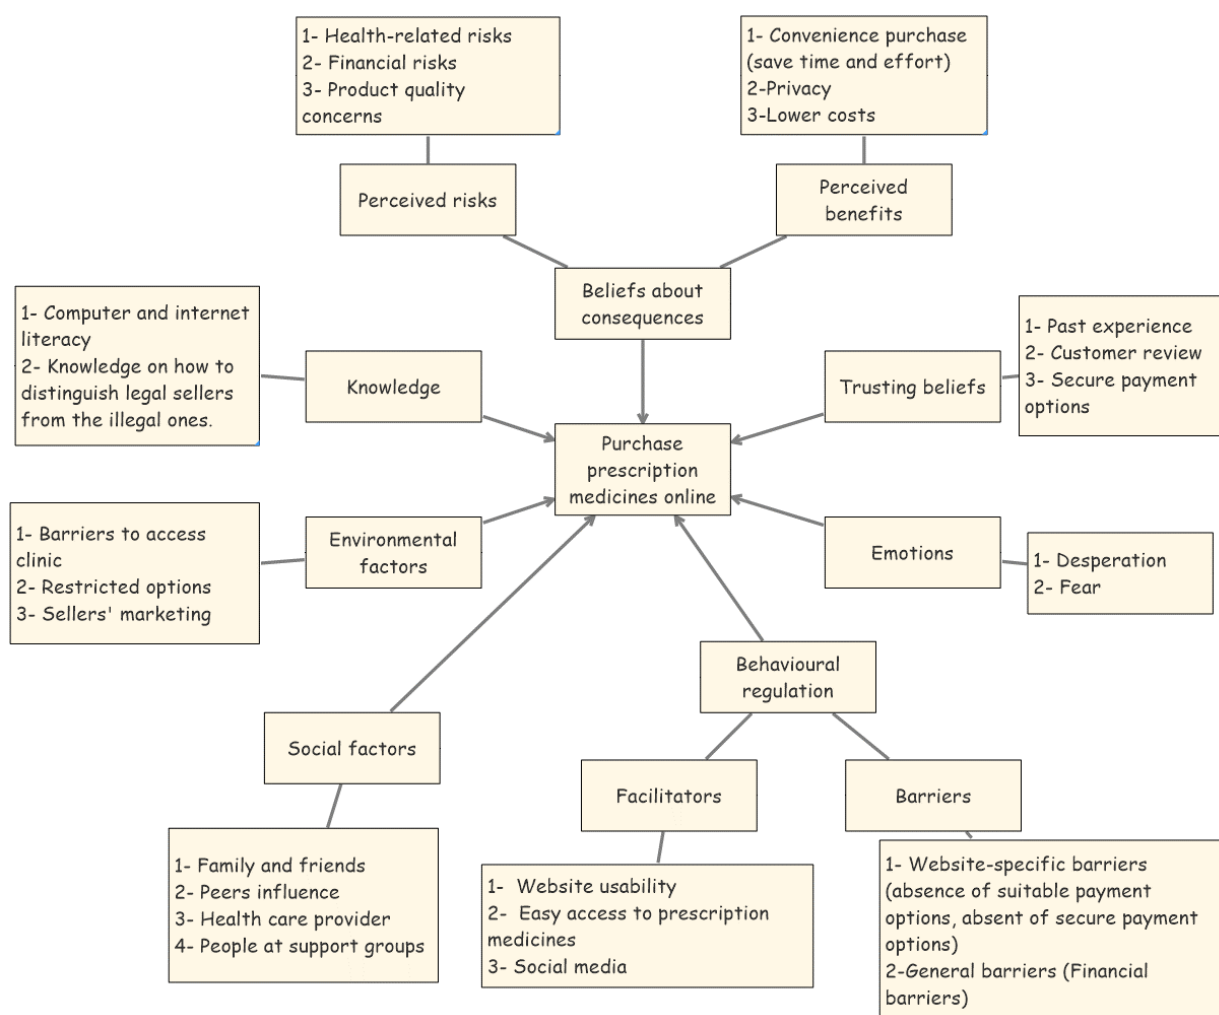 1- Health-related risks
2- Financial risks
3- Product quality
concerns
1- Convenience purchase
(save time and effort)
2-Privacy
3-Lower costs
Perceived risks
Perceived
benefits
Beliefs about
consequences
1- Computer and internet
literacy
2- Knowledge on how to
distinguish legal sellers
from the illegal ones.
Knowledge
Trusting beliefs
1- Past experience
2- Customer review
3- Secure payment
options
Purchase
prescription
medicines online
1- Barriers to access
clinic
2- Restricted options
3- Sellers' marketing
Environmental
factors
Emotions
1- Desperation
2- Fear
Behavioural
regulation
Social factors
Facilitators
Barriers
1- Family and friends
2- Peers influence
3- Health care provider
4- People at support groups
1- Website usability
2- Easy access to prescription
medicines
3- Social media
1- Website-specific barriers
(absence of suitable payment
options, absent of secure payment
options)
2-General barriers (Financial
barriers)